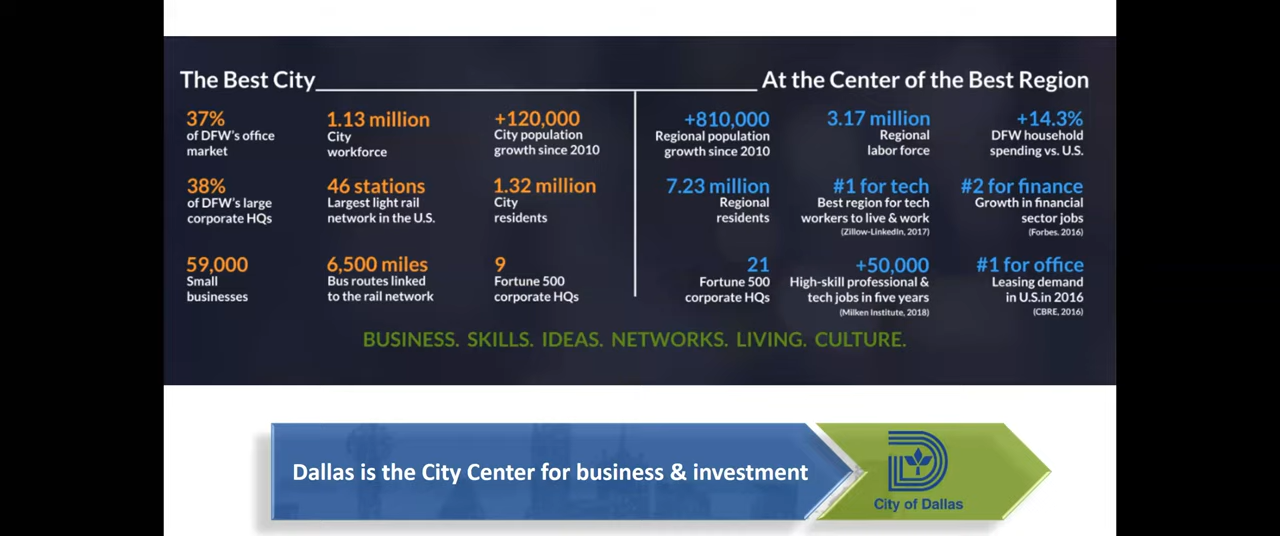 The Best City
At the Center of the Best Region
37%
of DFW's office
market
1.13 million
City
workforce
+120,000
City population
growth since 2010
38%
of DFW's large
corporate HQs
46 stations
Largest light rail
network in the U.S.
1.32 million
City
residents
59,000
Small
businesses
6,500 miles
Bus routes linked
to the rail network
9
Fortune 500
corporate HQs
+810,000
Regional population
growth since 2010
3.17 million
Regional
labor force
+14.3%
DFW household
spending vs. U.S.
7.23 million
Regional
residents
#1 for tech
Best region for tech
workers to live & work
(Zillow-LinkedIn, 2017)
#2 for finance
Growth in financial
sector jobs
(Forbes. 2016)
21
Fortune 500
corporate HQs
+50,000
High-skill professional &
tech jobs in five years
(Milken Institute, 2018)
#1 for office
Leasing demand
in U.S.in 2016
(CBRE, 2016)
BUSINESS. SKILLS. IDEAS. NETWORKS. LIVING. CULTURE.
Dallas is the City Center for business & investment
City of Dallas